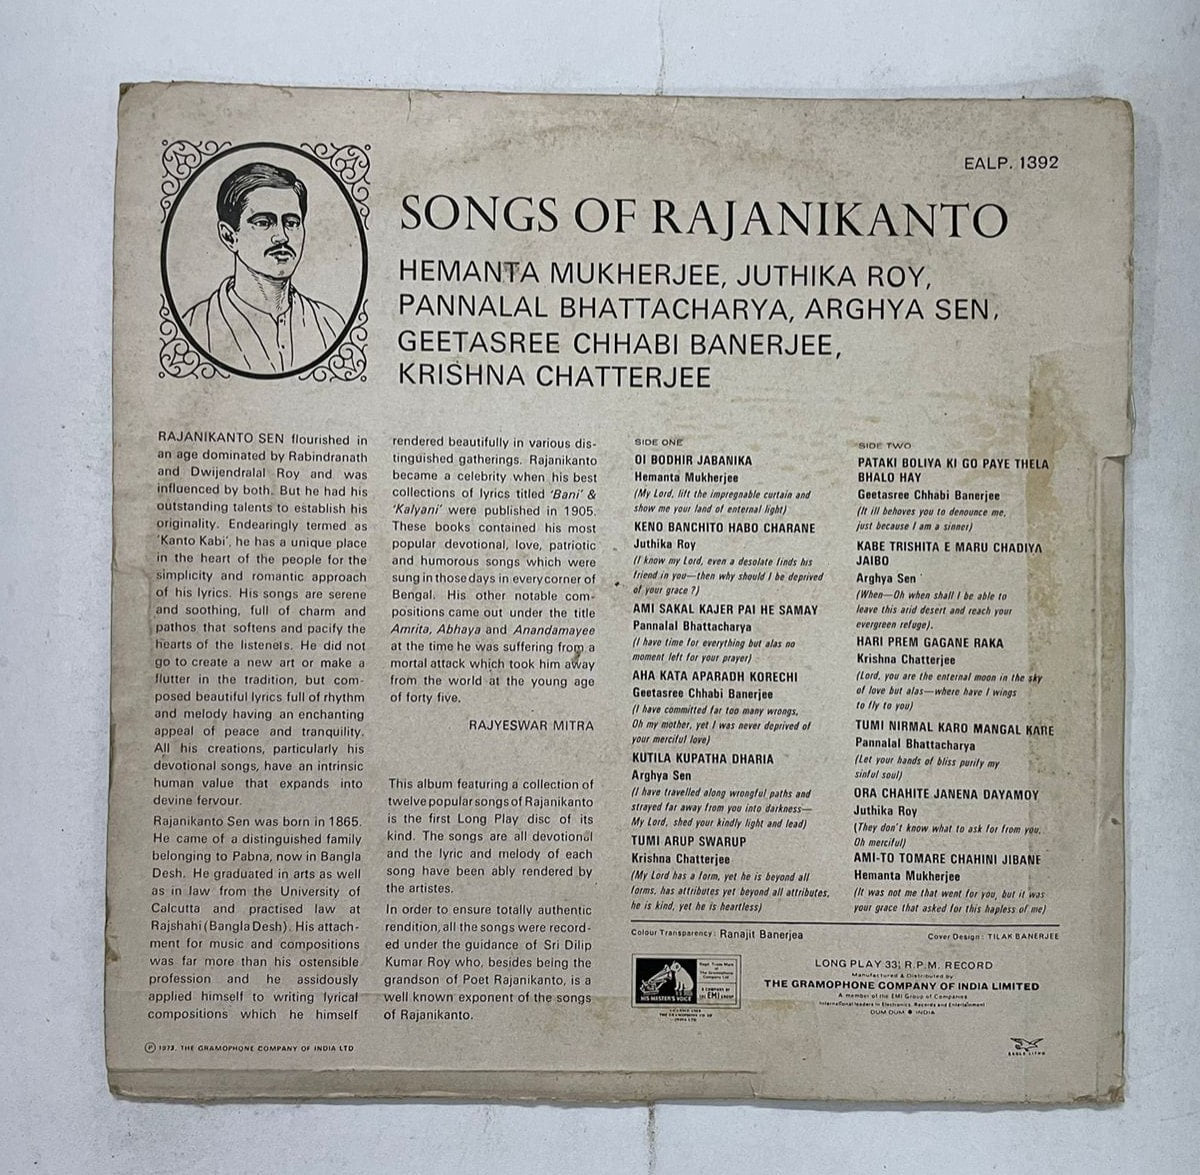 EALP. 1392
SONGS OF RAJANIKANTO
HEMANTA MUKHERJEE, JUTHIKA ROY,
PANNALAL BHATTACHARYA, ARGHYA SEN,
GEETASREE CHHABI BANERJEE,
KRISHNA CHATTERJEE
RAJANIKANTO SEN flourished in
an age dominated by Rabindranath
and Dwijendralal Roy and was
influenced by both. But he had his
outstanding talents to establish his
originality. Endearingly termed as
'Kanto Kabi', he has a unique place
in the heart of the people for the
simplicity and romantic approach
of his lyrics. His songs are serene
and soothing, full of charm and
pathos that softens and pacify the
hearts of the listenels. He did not
go to create a new art or make a
flutter in the tradition, but com-
posed beautiful lyrics full of rhythm
and melody having an enchanting
appeal of peace and tranquility.
All his creations, particularly his
devotional songs, have an intrinsic
human value that expands into
devine fervour.
Rajanikanto Sen was born in 1865.
He came of a distinguished family
belonging to Pabna, now in Bangla
Desh. He graduated in arts as well
as in law from the University of
Calcutta and practised law at
Rajshahi (Bangla Desh). His attach-
ment for music and compositions
was far more than his ostensible
profession and he assidously
applied himself to writing lyrical
compositions which he himself
rendered beautifully in various dis-
tinguished gatherings. Rajanikanto
became a celebrity when his best
collections of lyrics titled 'Bani' &
'Kalyani' were published in 1905.
These books contained his most
popular devotional, love, patriotic
and humorous songs which were
sung in those days in every corner of
Bengal. His other notable com-
positions came out under the title
Amrita, Abhaya and Anandamayee
at the time he was suffering from a
mortal attack which took him away
from the world at the young age
of forty five.
RAJYESWAR MITRA
This album featuring a collection of
twelve popular songs of Rajanikanto
is the first Long Play disc of its
kind. The songs are all devotional
and the lyric and melody of each
song have been ably rendered by
the artistes.
In order to ensure totally authentic
rendition, all the songs were record-
ed under the guidance of Sri Dilip
Kumar Roy who, besides being the
grandson of Poet Rajanikanto, is a
well known exponent of the songs
of Rajanikanto.
SIDE ONE
OI BODHIR JABANIKA
Hemanta Mukherjee
(My Lord, lift the impregnable curtain and
show me your land of enternal light)
KENO BANCHITO HABO CHARANE
Juthika Roy
(I know my Lord, even a desolate finds his
friend in you—then why should I be deprived
of your grace ?)
AMI SAKAL KAJER PAI HE SAMAY
Pannalal Bhattacharya
(I have time for everything but alas no
moment left for your prayer)
AHA KATA APARADH KORECHI
Geetasree Chhabi Banerjee
(I have committed far too many wrongs,
Oh my mother, yet I was never deprived of
your merciful love)
KUTILA KUPATHA DHARIA
Arghya Sen
(I have travelled along wrongful paths and
strayed far away from you into darkness—
My Lord, shed your kindly light and lead)
TUMI ARUP SWARUP
Krishna Chatterjee
(My Lord has a form, yet he is beyond all
forms, has attributes yet beyond all attributes,
he is kind, yet he is heartless)
SIDE TWO
PATAKI BOLIYA KI GO PAYE THELA
BHALO HAY
Geetasree Chhabi Banerjee
(It ill behoves you to denounce me,
just because I am a sinner)
KABE TRISHITA E MARU CHADIYA
JAIBO
Arghya Sen
(When—Oh when shall I be able to
leave this arid desert and reach your
evergreen refuge).
HARI PREM GAGANE RAKA
Krishna Chatterjee
(Lord, you are the enternal moon in the sky
of love but alas—where have I wings
to fly to you)
TUMI NIRMAL KARO MANGAL KARE
Pannalal Bhattacharya
(Let your hands of bliss purify my
sinful soul)
ORA CHAHITE JANENA DAYAMOY
Juthika Roy
(They don't know what to ask for from you,
Oh merciful)
AMI-TO TOMARE CHAHINI JIBANE
Hemanta Mukherjee
(It was not me that went for you, but it was
your grace that asked for this hapless of me)
Colour Transparency : Ranajit Banerjea
Cover Design : TILAK BANERJEE
HIS MASTER'S VOICE
Regd. Trade Mark of
The Gramophone
Company Ltd.
A COMPANY OF
EMI GROUP
LONG PLAY 33⅓ R.P.M. RECORD
Manufactured & Distributed by
THE GRAMOPHONE COMPANY OF INDIA LIMITED
A member of the EMI Group of Companies
International leaders in Electronics, Records and Entertainment
DUM DUM ● INDIA
Ⓟ 1973. THE GRAMOPHONE COMPANY OF INDIA LTD
EAGLE LITHO